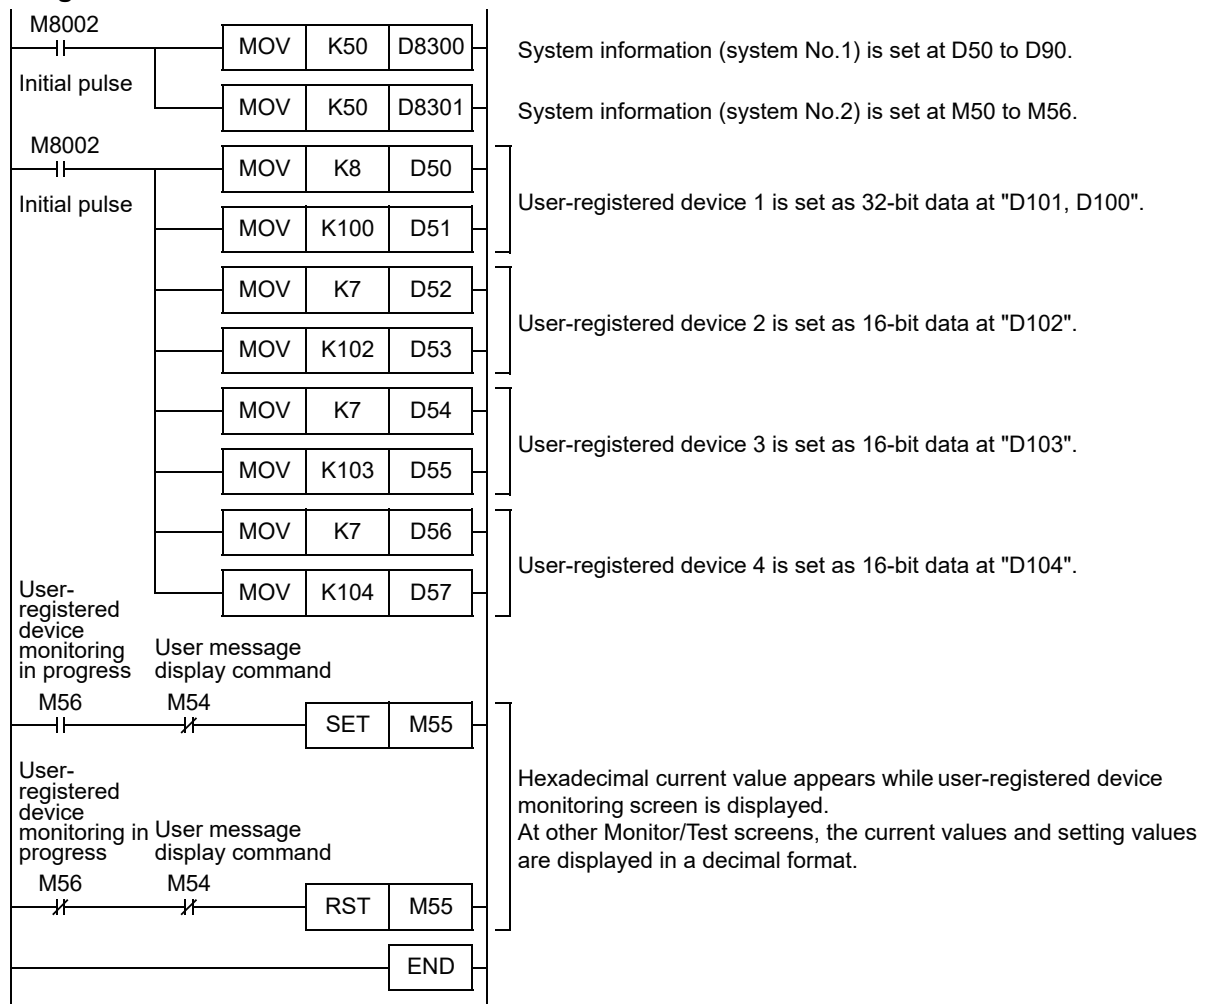 M8002
MOV K50 D8300
System information (system No.1) is set at D50 to D90.
Initial pulse
MOV K50 D8301
System information (system No.2) is set at M50 to M56.
M8002
MOV K8 D50
Initial pulse
User-registered device 1 is set as 32-bit data at "D101, D100".
MOV K100 D51
MOV K7 D52
User-registered device 2 is set as 16-bit data at "D102".
MOV K102 D53
MOV K7 D54
User-registered device 3 is set as 16-bit data at "D103".
MOV K103 D55
MOV K7 D56
User-registered device 4 is set as 16-bit data at "D104".
MOV K104 D57
User-
registered
device
monitoring
in progress
User message
display command
M56 M54
SET M55
User-
registered
device
monitoring in
progress
User message
display command
Hexadecimal current value appears while user-registered device
monitoring screen is displayed.
At other Monitor/Test screens, the current values and setting values
are displayed in a decimal format.
M56 M54
RST M55
END